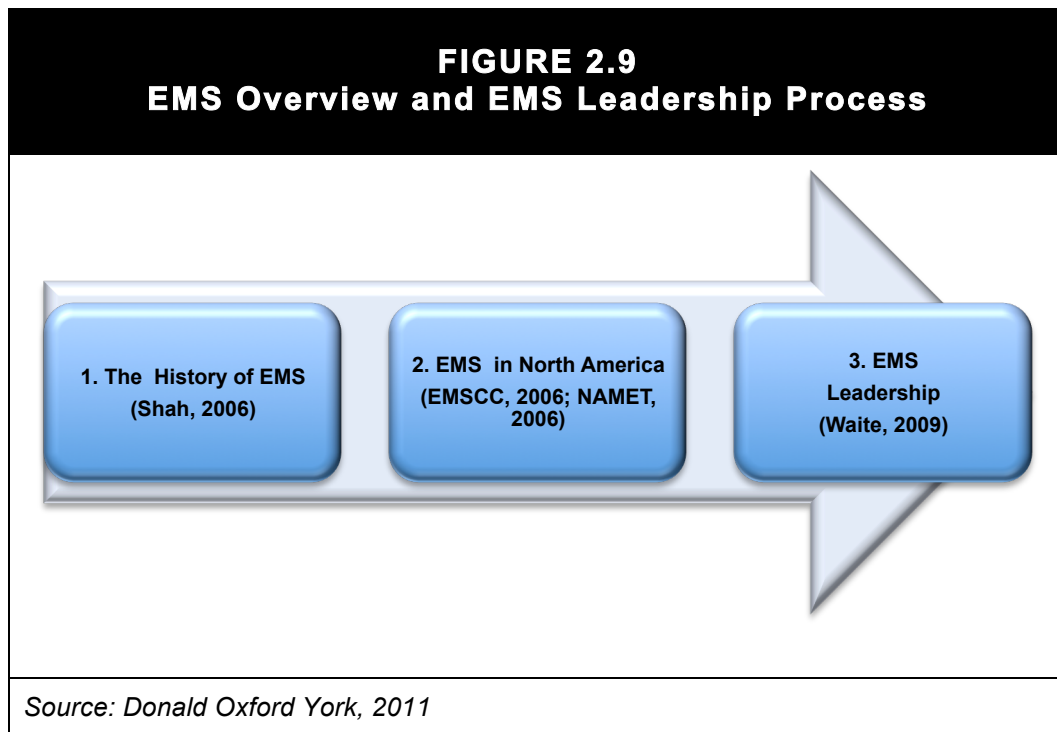 FIGURE 2.9
EMS Overview and EMS Leadership Process
1. The History of EMS
(Shah, 2006)
2. EMS in North America
(EMSCC, 2006; NAMET,
2006)
3. EMS
Leadership
(Waite, 2009)
Source: Donald Oxford York, 2011